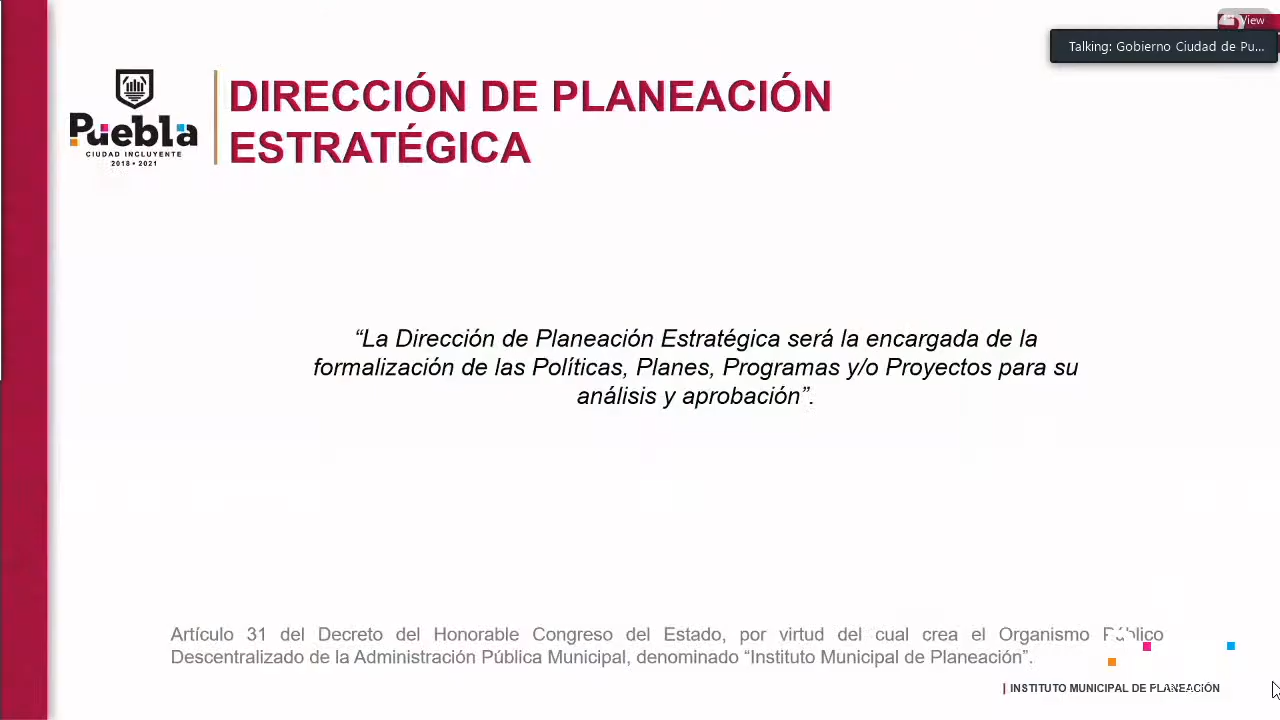 View
Talking: Gobierno Ciudad de Pu...
Puebla
CIUDAD INCLUYENTE
2018 • 2021
DIRECCIÓN DE PLANEACIÓN
ESTRATÉGICA
“La Dirección de Planeación Estratégica será la encargada de la
formalización de las Políticas, Planes, Programas y/o Proyectos para su
análisis y aprobación”.
Artículo 31 del Decreto del Honorable Congreso del Estado, por virtud del cual crea el Organismo Público
Descentralizado de la Administración Pública Municipal, denominado “Instituto Municipal de Planeación”.
INSTITUTO MUNICIPAL DE PLANEACIÓN